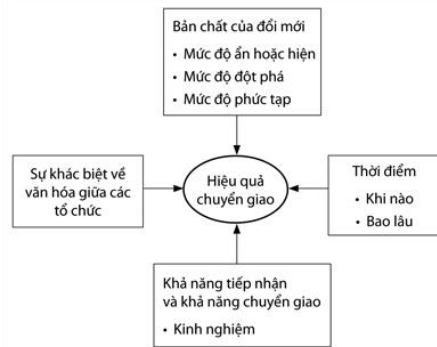 Bản chất của đổi mới
• Mức độ ẩn hoặc hiện
• Mức độ đột phá
• Mức độ phức tạp
Sự khác biệt về
văn hóa giữa các
tổ chức
Hiệu quả
chuyển giao
Thời điểm
• Khi nào
• Bao lâu
Khả năng tiếp nhận
và khả năng chuyển giao
• Kinh nghiệm